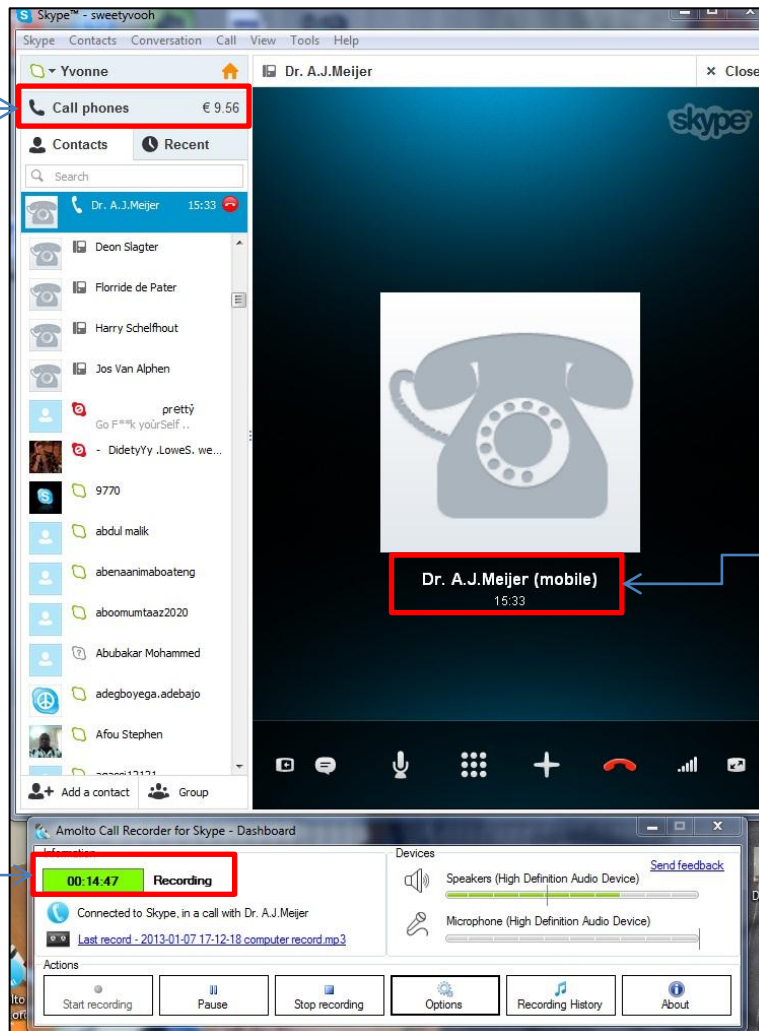 Skype™ - sweetyvooh
Skype Contacts Conversation Call View Tools Help
Yvonne
Dr. A.J.Meijer
× Close
Call phones € 9.56
skype
Contacts Recent
Search
Dr. A.J.Meijer 15:33
Deon Slagter
Florride de Pater
Harry Schelfhout
Jos Van Alphen
prettỳ
Go F**k yoùrSelf ..
- DidetyYy .LoweS. we...
9770
abdul malik
abenaanimaboateng
aboomumtaaz2020
Abubakar Mohammed
adegboyega.adebajo
Afou Stephen
Dr. A.J.Meijer (mobile)
15:33
Add a contact Group
Amolto Call Recorder for Skype - Dashboard
Information
Devices
Send feedback
00:14:47 Recording
Speakers (High Definition Audio Device)
Connected to Skype, in a call with Dr. A.J.Meijer
Microphone (High Definition Audio Device)
Last record - 2013-01-07 17-12-18 computer record.mp3
Actions
Start recording
Pause
Stop recording
Options
Recording History
About